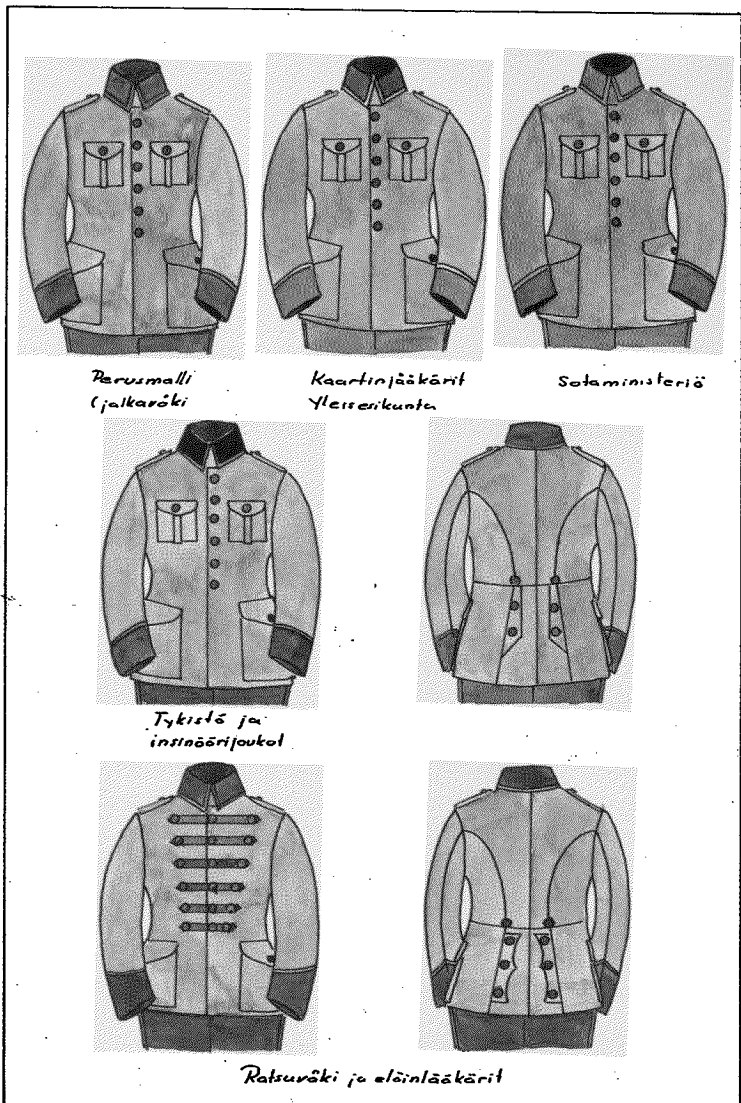 Perusmalli
(jalkaväki
Kaartinjääkärit
Yleisesikunta
Sotaministeriö
Tykistö ja
insinöörijoukot
Ratsuväki ja eläinlääkärit